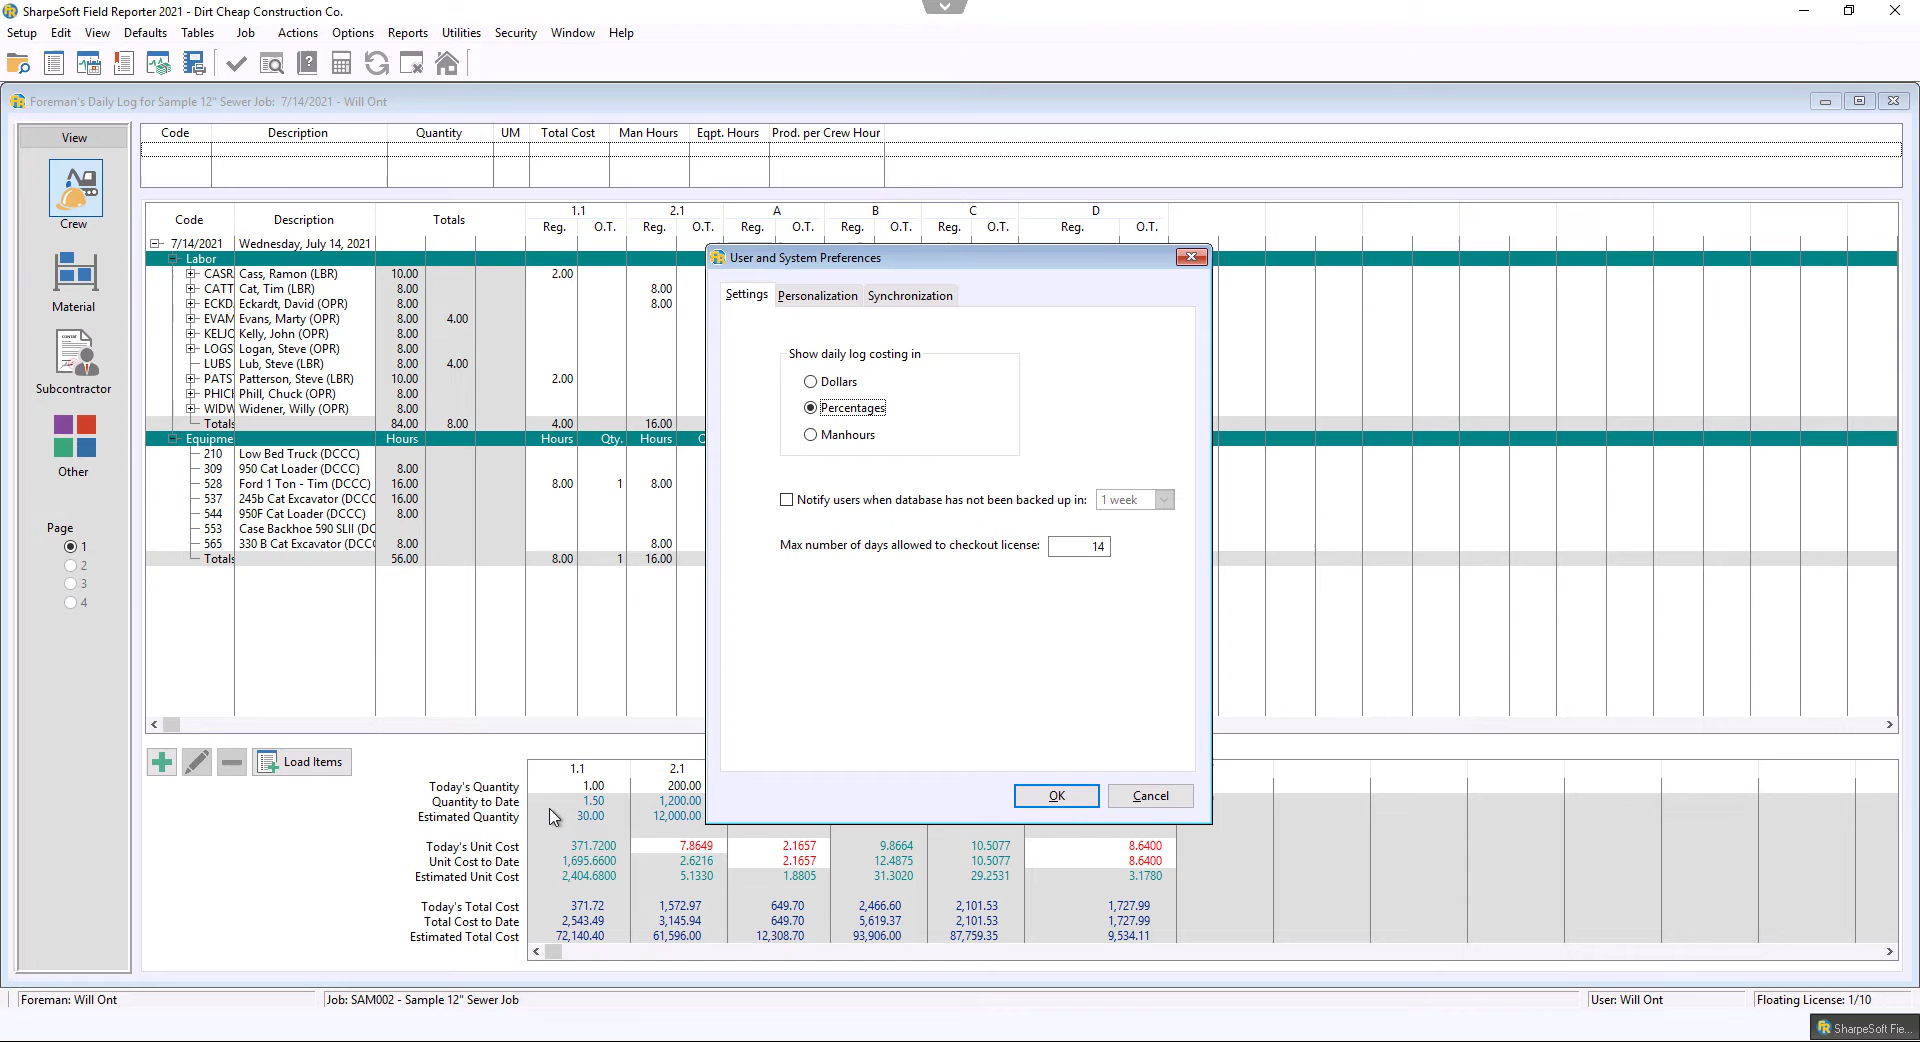 SharpeSoft Field Reporter 2021 - Dirt Cheap Construction Co.
Setup Edit View Defaults Tables Job Actions Options Reports Utilities Security Window Help
Foreman's Daily Log for Sample 12" Sewer Job: 7/14/2021 - Will Ont
View
Crew
Material
Subcontractor
Other
Page
1
2
3
4
Code Description Quantity UM Total Cost Man Hours Eqpt. Hours Prod. per Crew Hour
Code Description Totals 1.1 2.1 A B C D
Reg. O.T. Reg. O.T. Reg. O.T. Reg. O.T. Reg. O.T. Reg. O.T.
7/14/2021 Wednesday, July 14, 2021
Labor
CASR Cass, Ramon (LBR) 10.00 2.00
CATT Cat, Tim (LBR) 8.00 8.00
ECKD. Eckardt, David (OPR) 8.00 8.00
EVAM Evans, Marty (OPR) 8.00 4.00
KELJO Kelly, John (OPR) 8.00
LOGS Logan, Steve (OPR) 8.00
LUBS Lub, Steve (LBR) 8.00 4.00
PATS Patterson, Steve (LBR) 10.00 2.00
PHICH Phill, Chuck (OPR) 8.00
WIDW Widener, Willy (OPR) 8.00
Totals 84.00 8.00 4.00 16.00
Equipme Hours Hours Qty. Hours
210 Low Bed Truck (DCCC)
309 950 Cat Loader (DCCC) 8.00
528 Ford 1 Ton - Tim (DCCC) 16.00 8.00 1 8.00
537 245b Cat Excavator (DCCC 16.00
544 950F Cat Loader (DCCC) 8.00
553 Case Backhoe 590 SLII (DC
565 330 B Cat Excavator (DCCC 8.00 8.00
Totals 56.00 8.00 1 16.00
User and System Preferences
Settings Personalization Synchronization
Show daily log costing in
Dollars
Percentages
Manhours
Notify users when database has not been backed up in: 1 week
Max number of days allowed to checkout license: 14
OK Cancel
Load Items
1.1 2.1
Today's Quantity 1.00 200.00
Quantity to Date 1.50 1,200.00
Estimated Quantity 30.00 12,000.00
Today's Unit Cost 371.7200 7.8649 2.1657 9.8664 10.5077 8.6400
Unit Cost to Date 1,695.6600 2.6216 2.1657 12.4875 10.5077 8.6400
Estimated Unit Cost 2,404.6800 5.1330 1.8805 31.3020 29.2531 3.1780
Today's Total Cost 371.72 1,572.97 649.70 2,466.60 2,101.53 1,727.99
Total Cost to Date 2,543.49 3,145.94 649.70 5,619.37 2,101.53 1,727.99
Estimated Total Cost 72,140.40 61,596.00 12,308.70 93,906.00 87,759.35 9,534.11
Foreman: Will Ont Job: SAM002 - Sample 12" Sewer Job User: Will Ont Floating License: 1/10
SharpeSoft Fie...